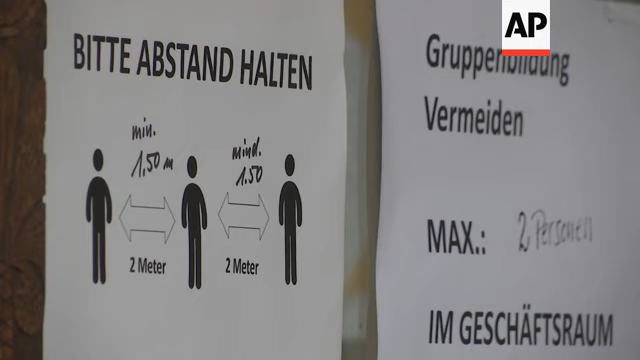 BITTE ABSTAND HALTEN
min.
1.50 m
mind.
1.50
2 Meter
2 Meter
AP
Gruppenbildung
Vermeiden
MAX.: 2 Personen
IM GESCHÄFTSRAUM